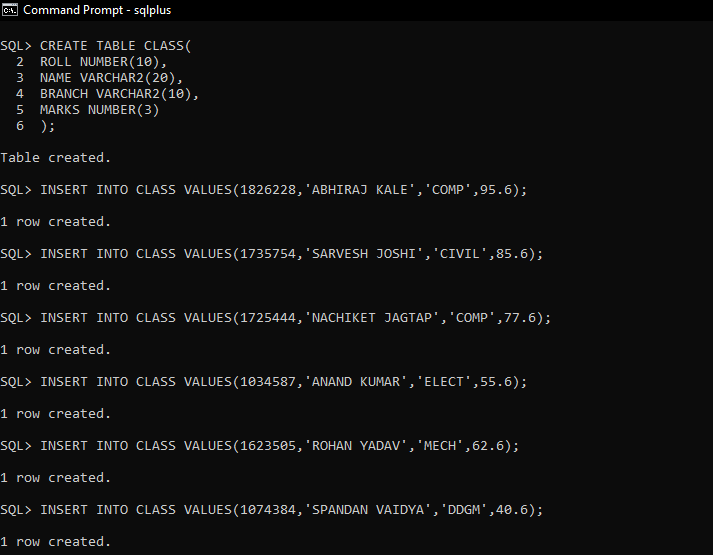 Command Prompt - sqlplus
SQL> CREATE TABLE CLASS(
2 ROLL NUMBER(10),
3 NAME VARCHAR2(20),
4 BRANCH VARCHAR2(10),
5 MARKS NUMBER(3)
6 );
Table created.
SQL> INSERT INTO CLASS VALUES(1826228,'ABHIRAJ KALE','COMP',95.6);
1 row created.
SQL> INSERT INTO CLASS VALUES(1735754,'SARVESH JOSHI','CIVIL',85.6);
1 row created.
SQL> INSERT INTO CLASS VALUES(1725444,'NACHIKET JAGTAP','COMP',77.6);
1 row created.
SQL> INSERT INTO CLASS VALUES(1034587,'ANAND KUMAR','ELECT',55.6);
1 row created.
SQL> INSERT INTO CLASS VALUES(1623505,'ROHAN YADAV','MECH',62.6);
1 row created.
SQL> INSERT INTO CLASS VALUES(1074384,'SPANDAN VAIDYA','DDGM',40.6);
1 row created.